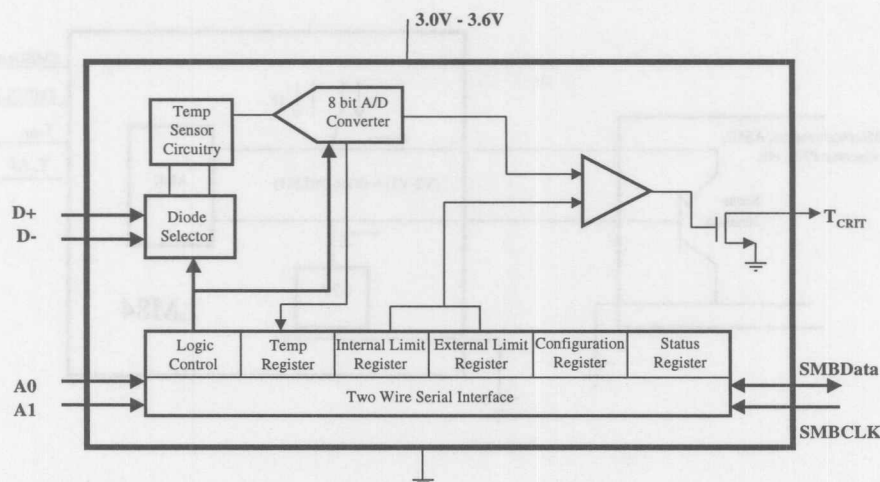 3.0V - 3.6V
8 bit A/D
Converter
Temp
Sensor
Circuitry
D+
D-
Diode
Selector
T_CRIT
Logic
Control
Temp
Register
Internal Limit
Register
External Limit
Register
Configuration
Register
Status
Register
A0
A1
Two Wire Serial Interface
SMBData
SMBCLK